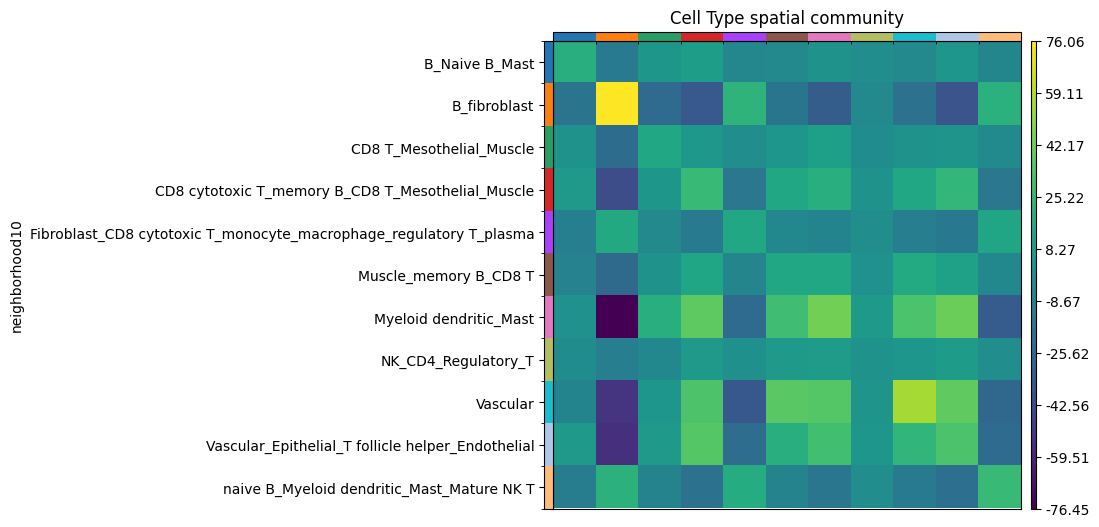 Cell Type spatial community
neighborhood10
B_Naive B_Mast
B_fibroblast
CD8 T_Mesothelial_Muscle
CD8 cytotoxic T_memory B_CD8 T_Mesothelial_Muscle
Fibroblast_CD8 cytotoxic T_monocyte_macrophage_regulatory T_plasma
Muscle_memory B_CD8 T
Myeloid dendritic_Mast
NK_CD4_Regulatory_T
Vascular
Vascular_Epithelial_T follicle helper_Endothelial
naive B_Myeloid dendritic_Mast_Mature NK T
76.06
59.11
42.17
25.22
8.27
-8.67
-25.62
-42.56
-59.51
-76.45